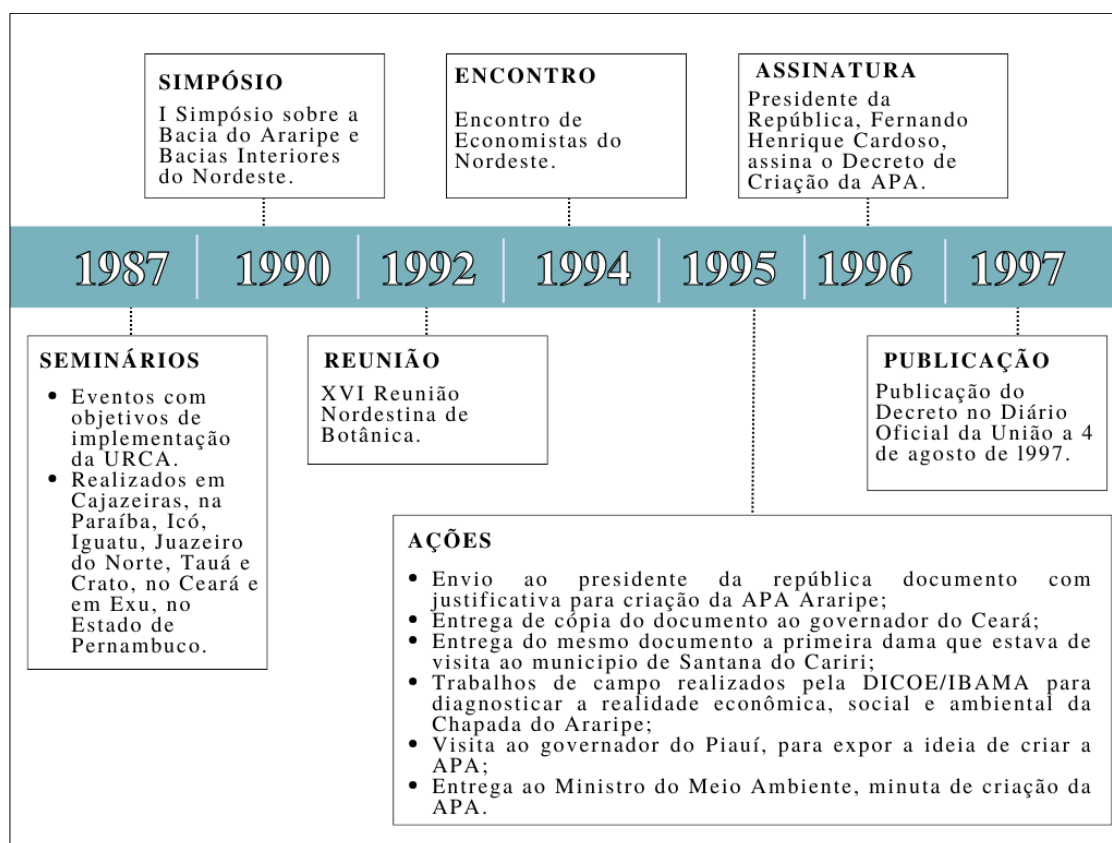 SIMPÓSIO
I Simpósio sobre a
Bacia do Araripe e
Bacias Interiores
do Nordeste.
ENCONTRO
Encontro de
Economistas do
Nordeste.
ASSINATURA
Presidente da
República, Fernando
Henrique Cardoso,
assina o Decreto de
Criação da APA.
1987
1990
1992
1994
1995
1996
1997
SEMINÁRIOS
• Eventos com
objetivos de
implementação
da URCA.
• Realizados em
Cajazeiras, na
Paraíba, Icó,
Iguatu, Juazeiro
do Norte, Tauá e
Crato, no Ceará e
em Exu, no
Estado de
Pernambuco.
REUNIÃO
XVI Reunião
Nordestina de
Botânica.
PUBLICAÇÃO
Publicação do
Decreto no Diário
Oficial da União a 4
de agosto de l997.
AÇÕES
• Envio ao presidente da república documento com
justificativa para criação da APA Araripe;
• Entrega de cópia do documento ao governador do Ceará;
• Entrega do mesmo documento a primeira dama que estava de
visita ao municipio de Santana do Cariri;
• Trabalhos de campo realizados pela DICOE/IBAMA para
diagnosticar a realidade econômica, social e ambiental da
Chapada do Araripe;
• Visita ao governador do Piauí, para expor a ideia de criar a
APA;
• Entrega ao Ministro do Meio Ambiente, minuta de criação da
APA.